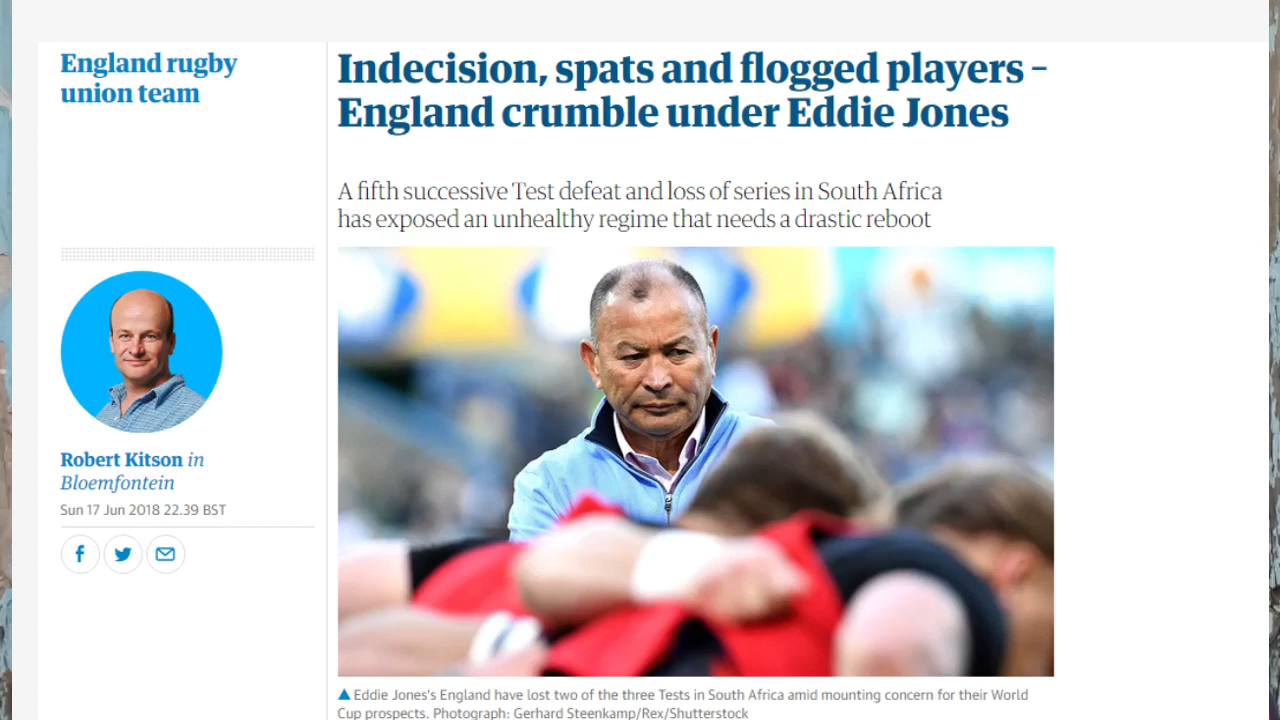 England rugby
union team
Indecision, spats and flogged players –
England crumble under Eddie Jones
A fifth successive Test defeat and loss of series in South Africa
has exposed an unhealthy regime that needs a drastic reboot
Robert Kitson in
Bloemfontein
Sun 17 Jun 2018 22.39 BST
Eddie Jones's England have lost two of the three Tests in South Africa amid mounting concern for their World
Cup prospects. Photograph: Gerhard Steenkamp/Rex/Shutterstock